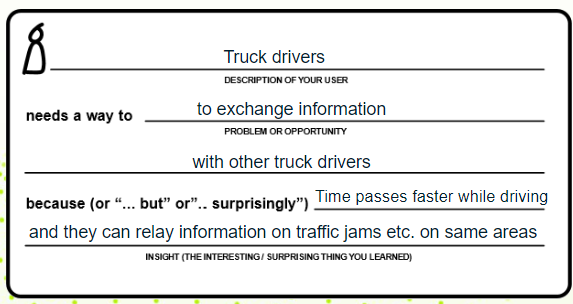 Truck drivers
DESCRIPTION OF YOUR USER
needs a way to to exchange information
PROBLEM OR OPPORTUNITY
with other truck drivers
because (or “... but” or”.. surprisingly”) Time passes faster while driving
and they can relay information on traffic jams etc. on same areas
INSIGHT (THE INTERESTING / SURPRISING THING YOU LEARNED)